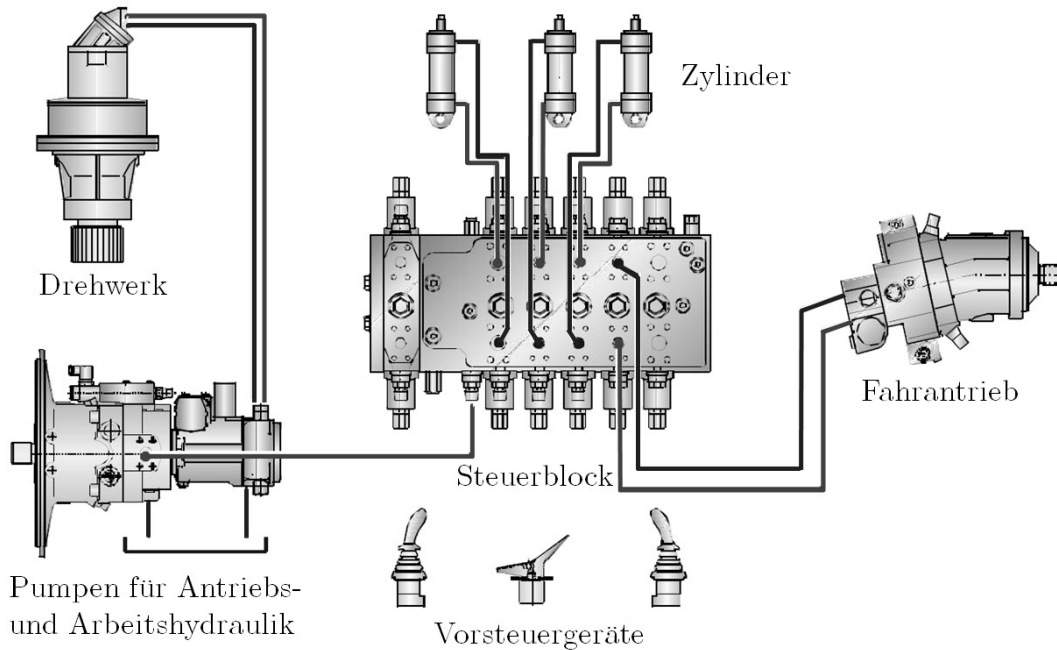 Zylinder
Drehwerk
Fahrantrieb
Steuerblock
Pumpen für Antriebs-
und Arbeitshydraulik
Vorsteuergeräte